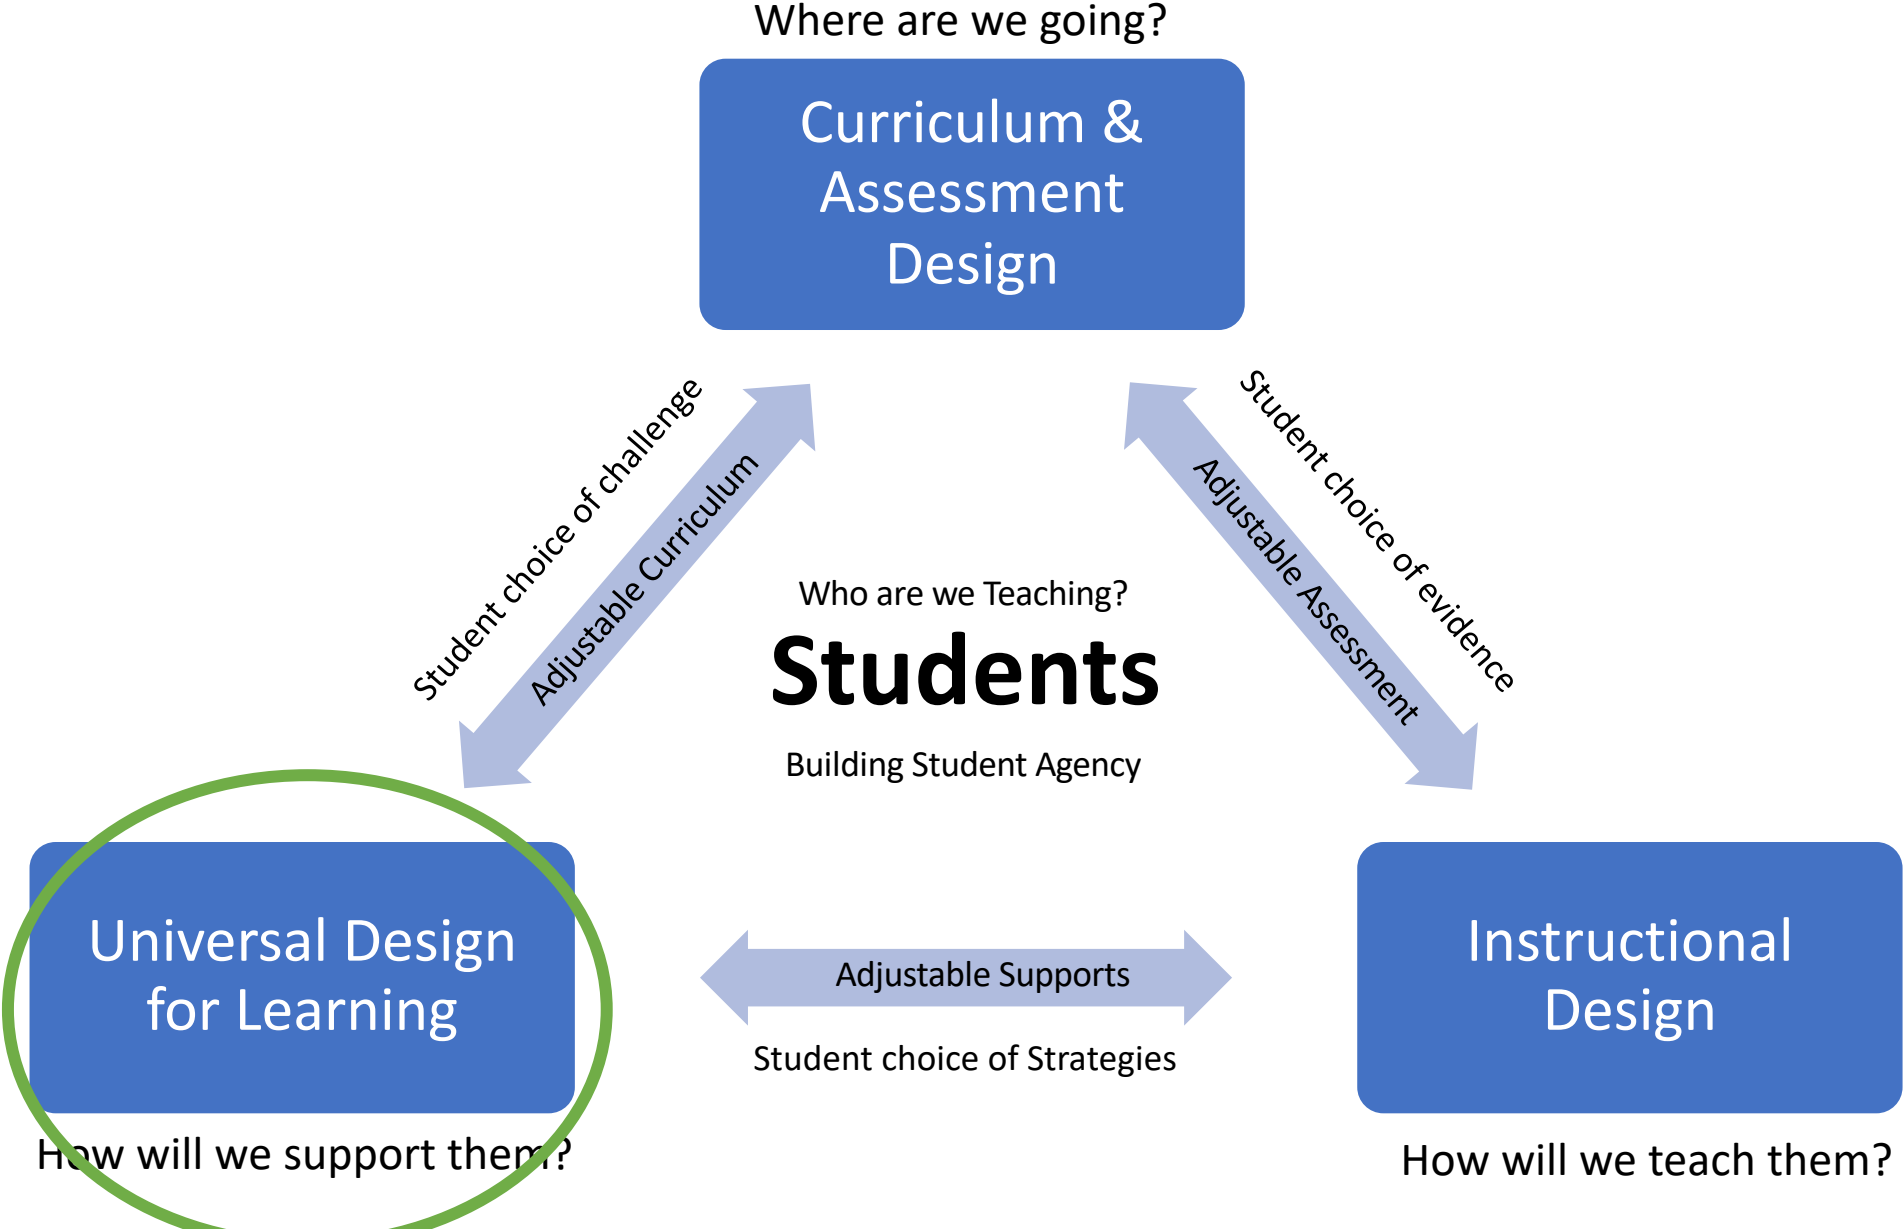 Where are we going?
Curriculum &
Assessment
Design
Student choice of challenge
Adjustable Curriculum
Adjustable Assessment
Student choice of evidence
Who are we Teaching?
Students
Building Student Agency
Universal Design
for Learning
Adjustable Supports
Student choice of Strategies
Instructional
Design
How will we support them?
How will we teach them?